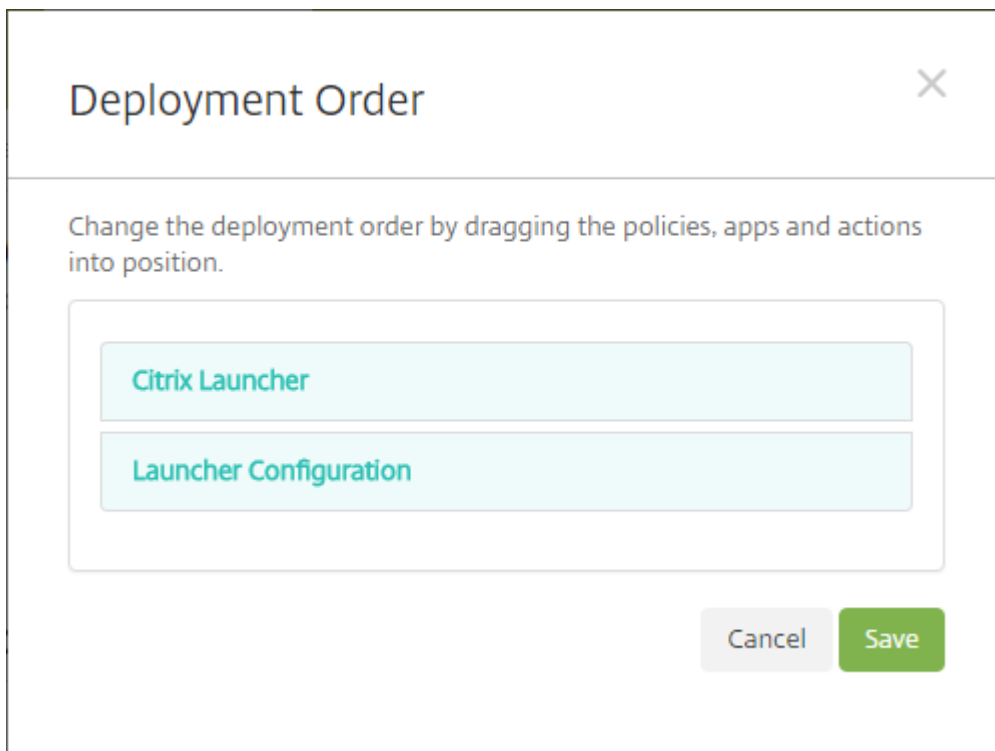 Deployment Order
Change the deployment order by dragging the policies, apps and actions
into position.
Citrix Launcher
Launcher Configuration
Cancel
Save